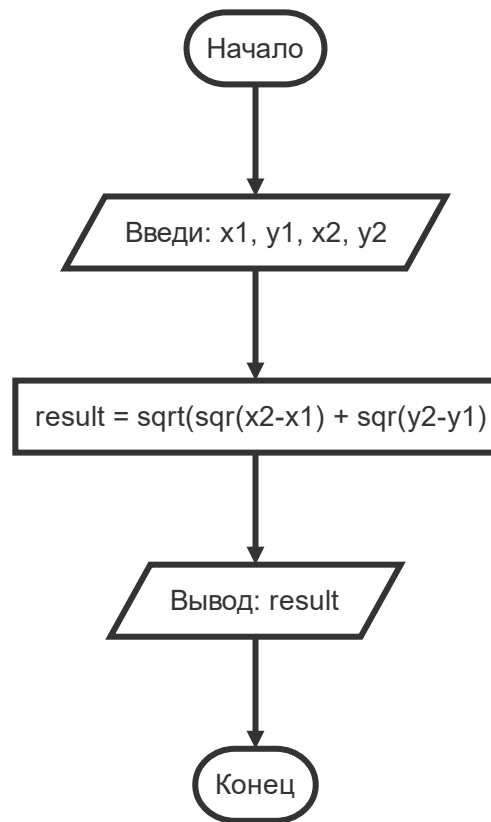 Начало
Введи: x1, y1, x2, y2
result = sqrt(sqr(x2-x1) + sqr(y2-y1)
Вывод: result
Конец